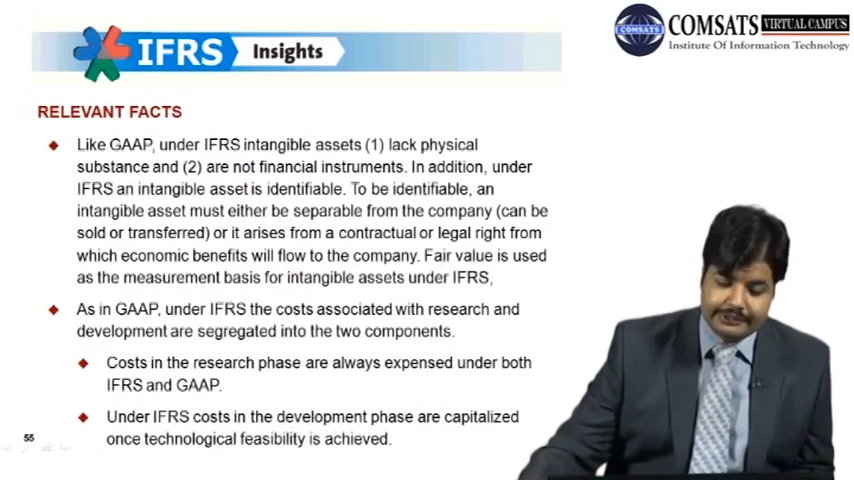 IFRS Insights
COMSATS VIRTUAL CAMPUS
COMSATS
Institute Of Information Technology
RELEVANT FACTS
Like GAAP, under IFRS intangible assets (1) lack physical
substance and (2) are not financial instruments. In addition, under
IFRS an intangible asset is identifiable. To be identifiable, an
intangible asset must either be separable from the company (can be
sold or transferred) or it arises from a contractual or legal right from
which economic benefits will flow to the company. Fair value is used
as the measurement basis for intangible assets under IFRS,
As in GAAP, under IFRS the costs associated with research and
development are segregated into the two components.
Costs in the research phase are always expensed under both
IFRS and GAAP.
Under IFRS costs in the development phase are capitalized
once technological feasibility is achieved.
55